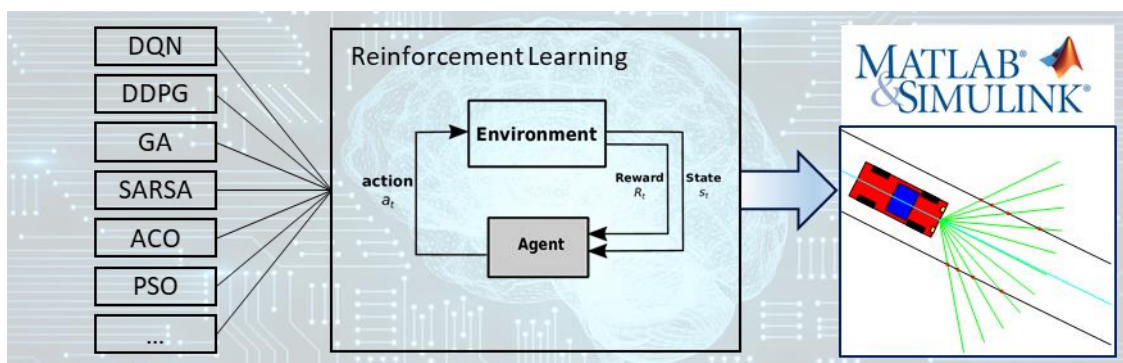 DQN
DDPG
GA
SARSA
ACO
PSO
...
Reinforcement Learning
Environment
action
a_t
Reward
R_t
State
s_t
Agent
MATLAB®
&SIMULINK®